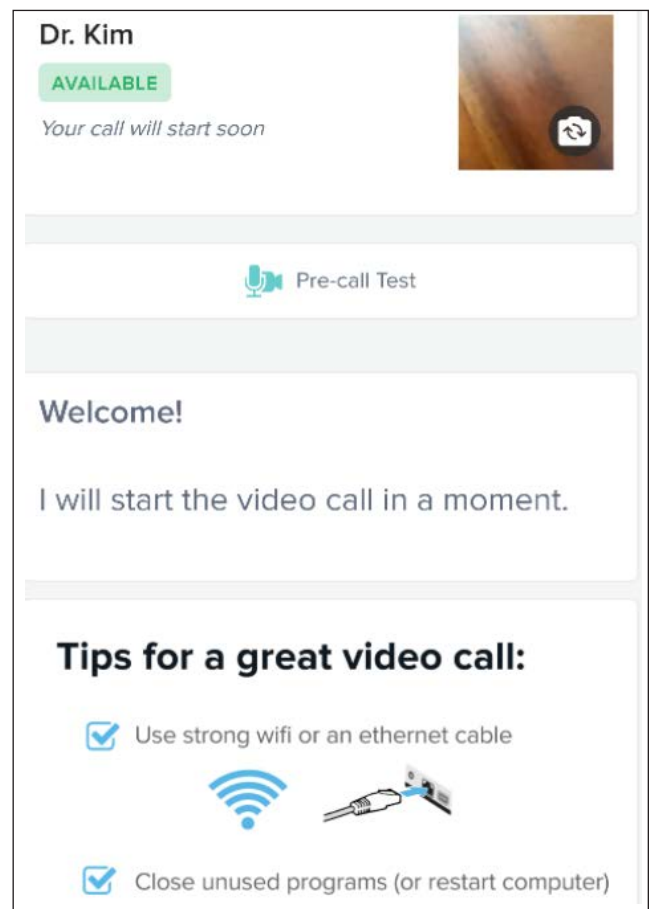 Dr. Kim
AVAILABLE
Your call will start soon
Pre-call Test
Welcome!
I will start the video call in a moment.
Tips for a great video call:
Use strong wifi or an ethernet cable
Close unused programs (or restart computer)